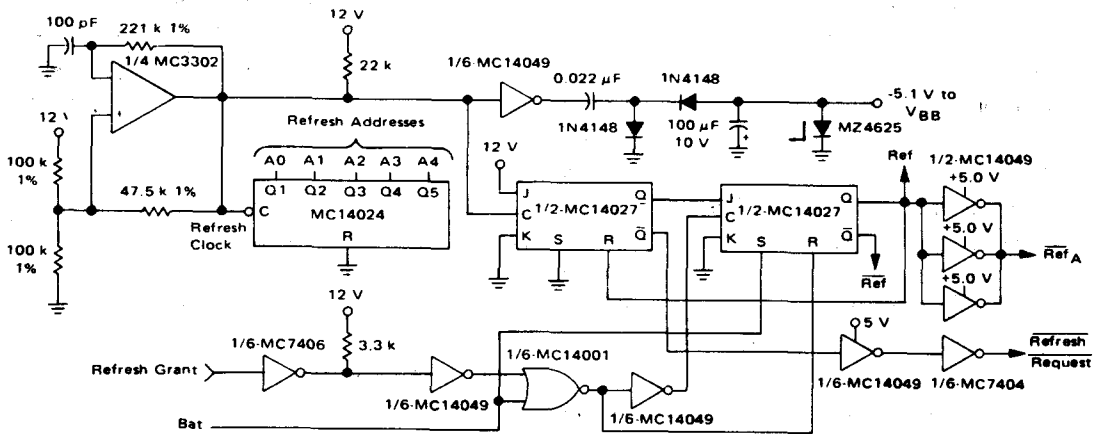 100 pF
221 k 1%
1/4 MC3302
12 V
22 k
1/6-MC14049
0.022 µF
1N4148
-5.1 V to
VBB
1N4148
100 µF
10 V
MZ4625
12 V
100 k
1%
100 k
1%
47.5 k 1%
Refresh
Clock
Refresh Addresses
A0 A1 A2 A3 A4
Q1 Q2 Q3 Q4 Q5
C
MC14024
R
12 V
J
C
K
1/2-MC14027
S
R
Q
Q
J
C
K
1/2-MC14027
S
R
Q
Q
Ref
Ref
1/2-MC14049
+5.0 V
+5.0 V
+5.0 V
RefA
5 V
1/6-MC14049
1/6-MC7404
Refresh
Request
12 V
3.3 k
1/6-MC7406
Refresh Grant
1/6-MC14049
1/6-MC14001
1/6-MC14049
Bat